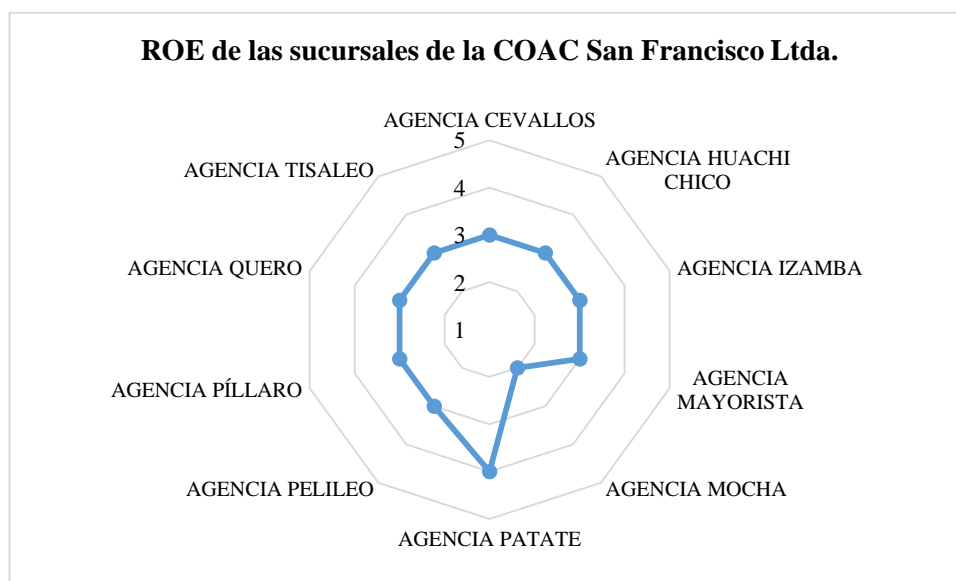 ROE de las sucursales de la COAC San Francisco Ltda.
AGENCIA CEVALLOS
5
AGENCIA HUACHI
CHICO
AGENCIA TISALEO
4
3
AGENCIA QUERO
AGENCIA IZAMBA
2
1
AGENCIA
MAYORISTA
AGENCIA PÍLLARO
AGENCIA PELILEO
AGENCIA MOCHA
AGENCIA PATATE